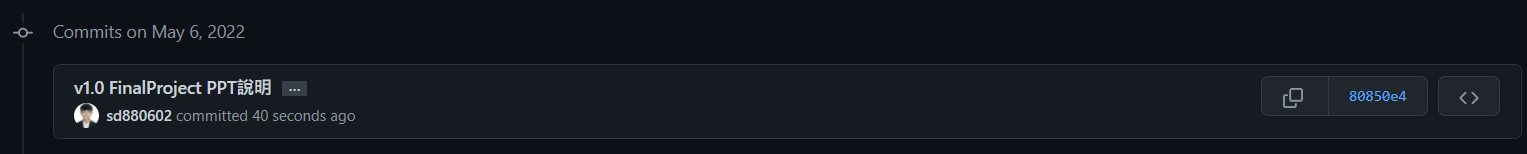 Commits on May 6, 2022
v1.0 FinalProject PPT說明 ...
sd880602 committed 40 seconds ago
80850e4